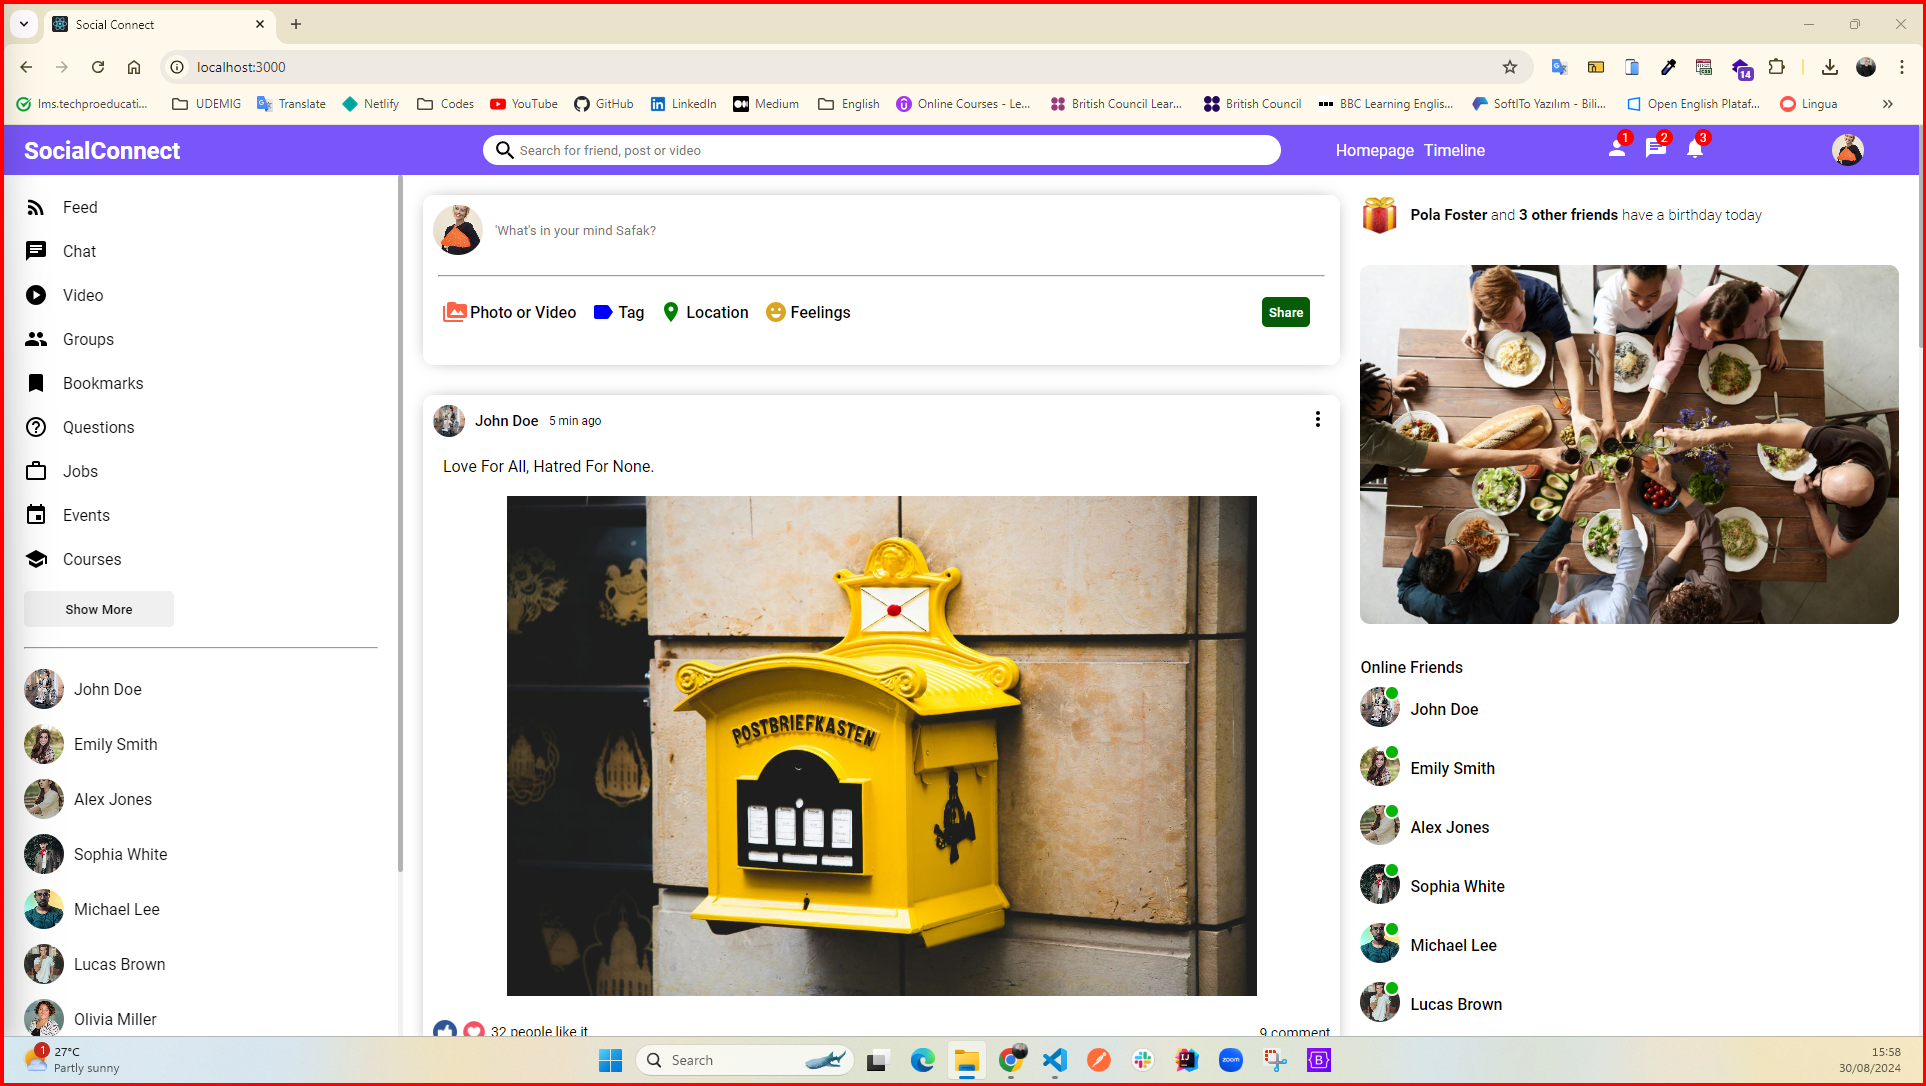 Social Connect
localhost:3000
lms.techproeducati...
UDEMIG
Translate
Netlify
Codes
YouTube
GitHub
LinkedIn
Medium
English
Online Courses - Le...
British Council Lear...
British Council
BBC Learning Englis...
SoftITo Yazılım - Bili...
Open English Plataf...
Lingua
14
SocialConnect
Search for friend, post or video
Homepage Timeline
1
2
3
Feed
Chat
Video
Groups
Bookmarks
Questions
Jobs
Events
Courses
Show More
John Doe
Emily Smith
Alex Jones
Sophia White
Michael Lee
Lucas Brown
Olivia Miller
'What's in your mind Safak?
Photo or Video
Tag
Location
Feelings
Share
John Doe 5 min ago
Love For All, Hatred For None.
POSTBRIEFKASTEN
32 people like it
9 comment
Pola Foster and 3 other friends have a birthday today
Online Friends
John Doe
Emily Smith
Alex Jones
Sophia White
Michael Lee
Lucas Brown
1
27°C
Partly sunny
Search
zoom
15:58
30/08/2024